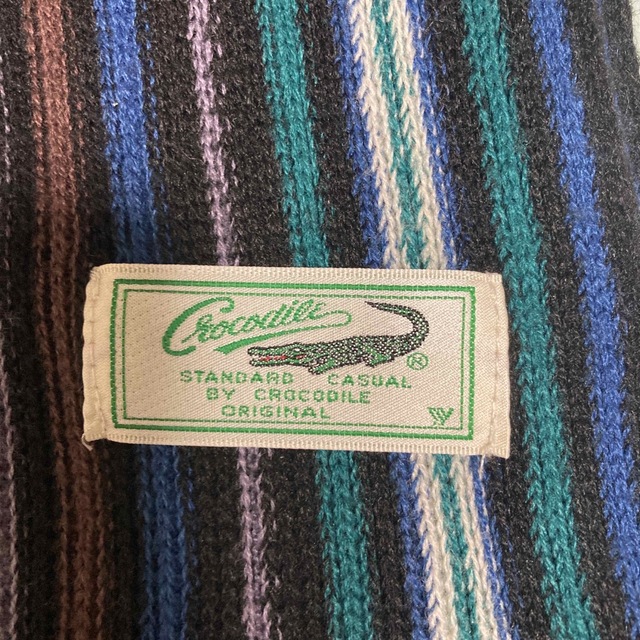 Crocodile
®
STANDARD CASUAL
BY CROCODILE
ORIGINAL